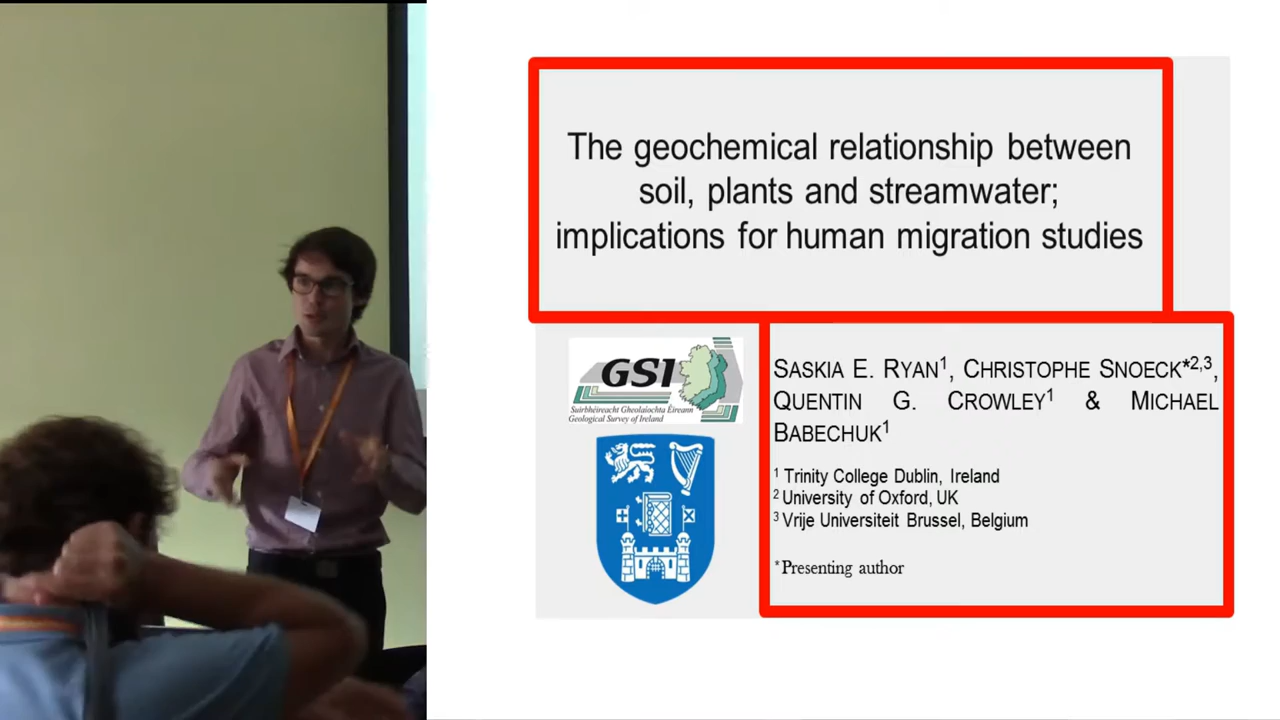 The geochemical relationship between
soil, plants and streamwater;
implications for human migration studies
GSI
Suirbhéireacht Gheolaíochta Éireann
Geological Survey of Ireland
SASKIA E. RYAN¹, CHRISTOPHE SNOECK*²,³,
QUENTIN G. CROWLEY¹ & MICHAEL
BABECHUK¹
¹ Trinity College Dublin, Ireland
² University of Oxford, UK
³ Vrije Universiteit Brussel, Belgium
*Presenting author